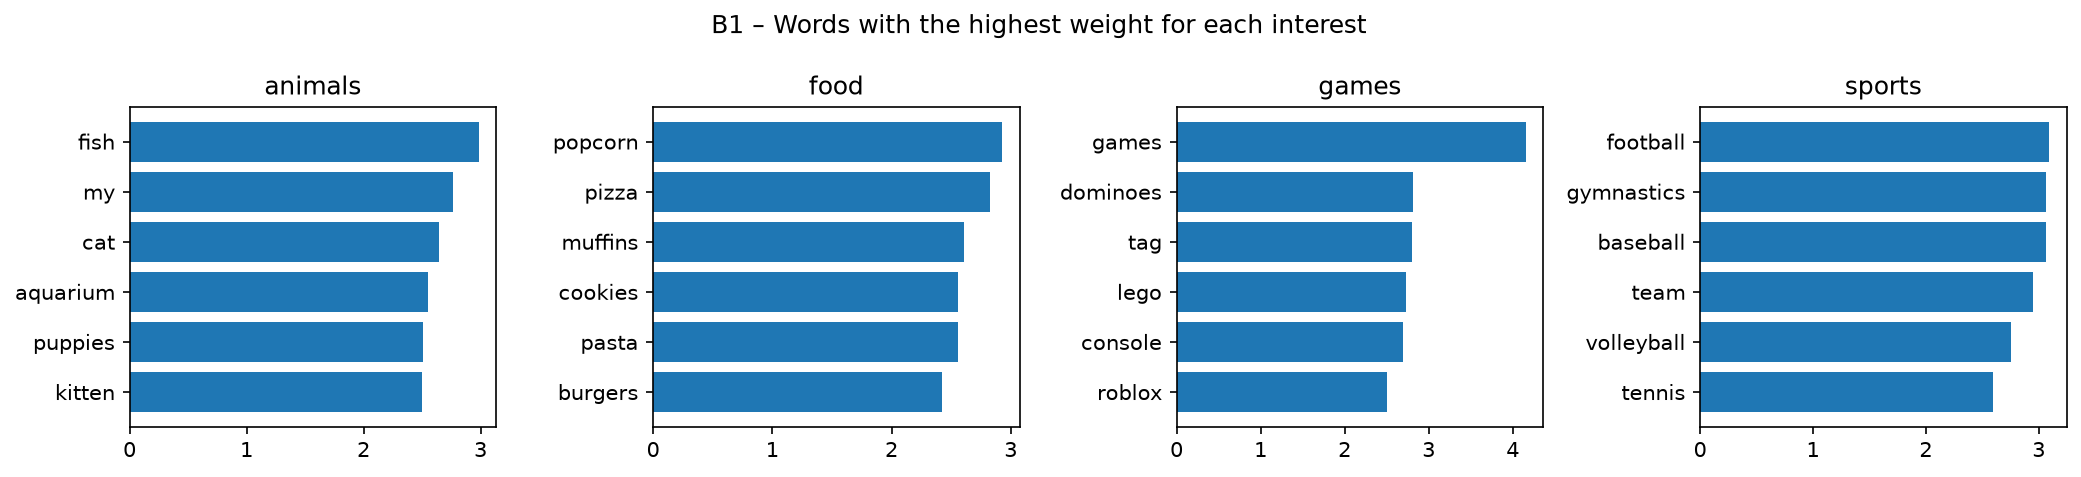 B1 – Words with the highest weight for each interest
animals
fish
my
cat
aquarium
puppies
kitten
0 1 2 3
food
popcorn
pizza
muffins
cookies
pasta
burgers
0 1 2 3
games
games
dominoes
tag
lego
console
roblox
0 1 2 3 4
sports
football
gymnastics
baseball
team
volleyball
tennis
0 1 2 3